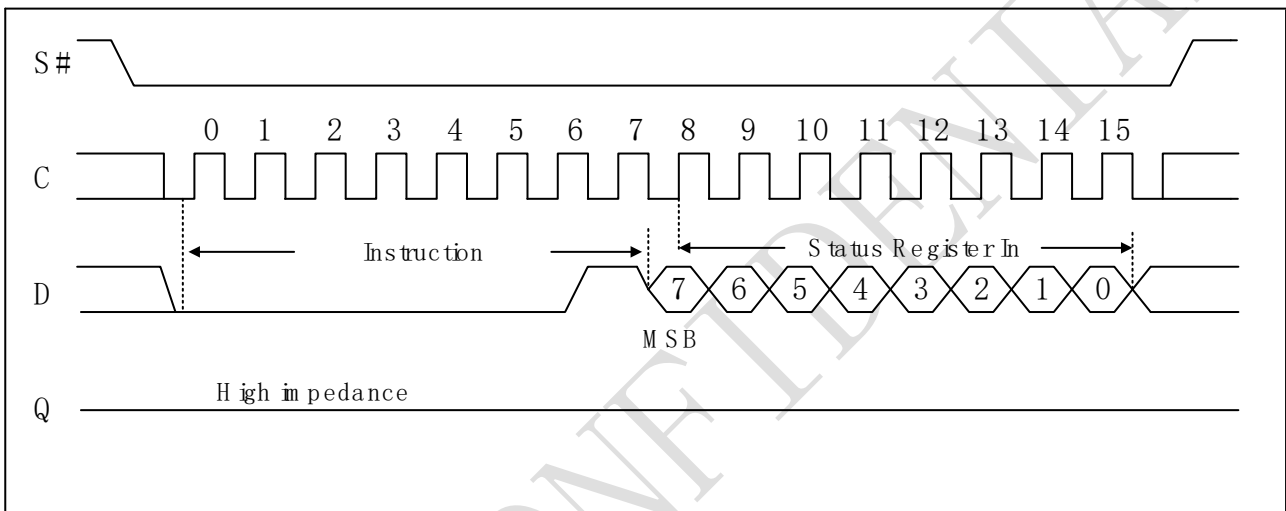 S#
0 1 2 3 4 5 6 7 8 9 10 11 12 13 14 15
C
Instruction Status Register In
D 7 6 5 4 3 2 1 0
MSB
High impedance
Q